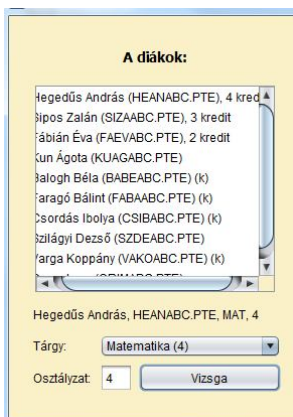 A diákok:
Hegedűs András (HEANABC.PTE), 4 kred
Sipos Zalán (SIZAABC.PTE), 3 kredit
Fábián Éva (FAEVABC.PTE), 2 kredit
Kun Ágota (KUAGABC.PTE)
Balogh Béla (BABEABC.PTE) (k)
Faragó Bálint (FABAABC.PTE) (k)
Csordás Ibolya (CSIBABC.PTE) (k)
Szilágyi Dezső (SZDEABC.PTE)
Varga Koppány (VAKOABC.PTE) (k)
Hegedűs András, HEANABC.PTE, MAT, 4
Tárgy: Matematika (4)
Osztályzat: 4 Vizsga